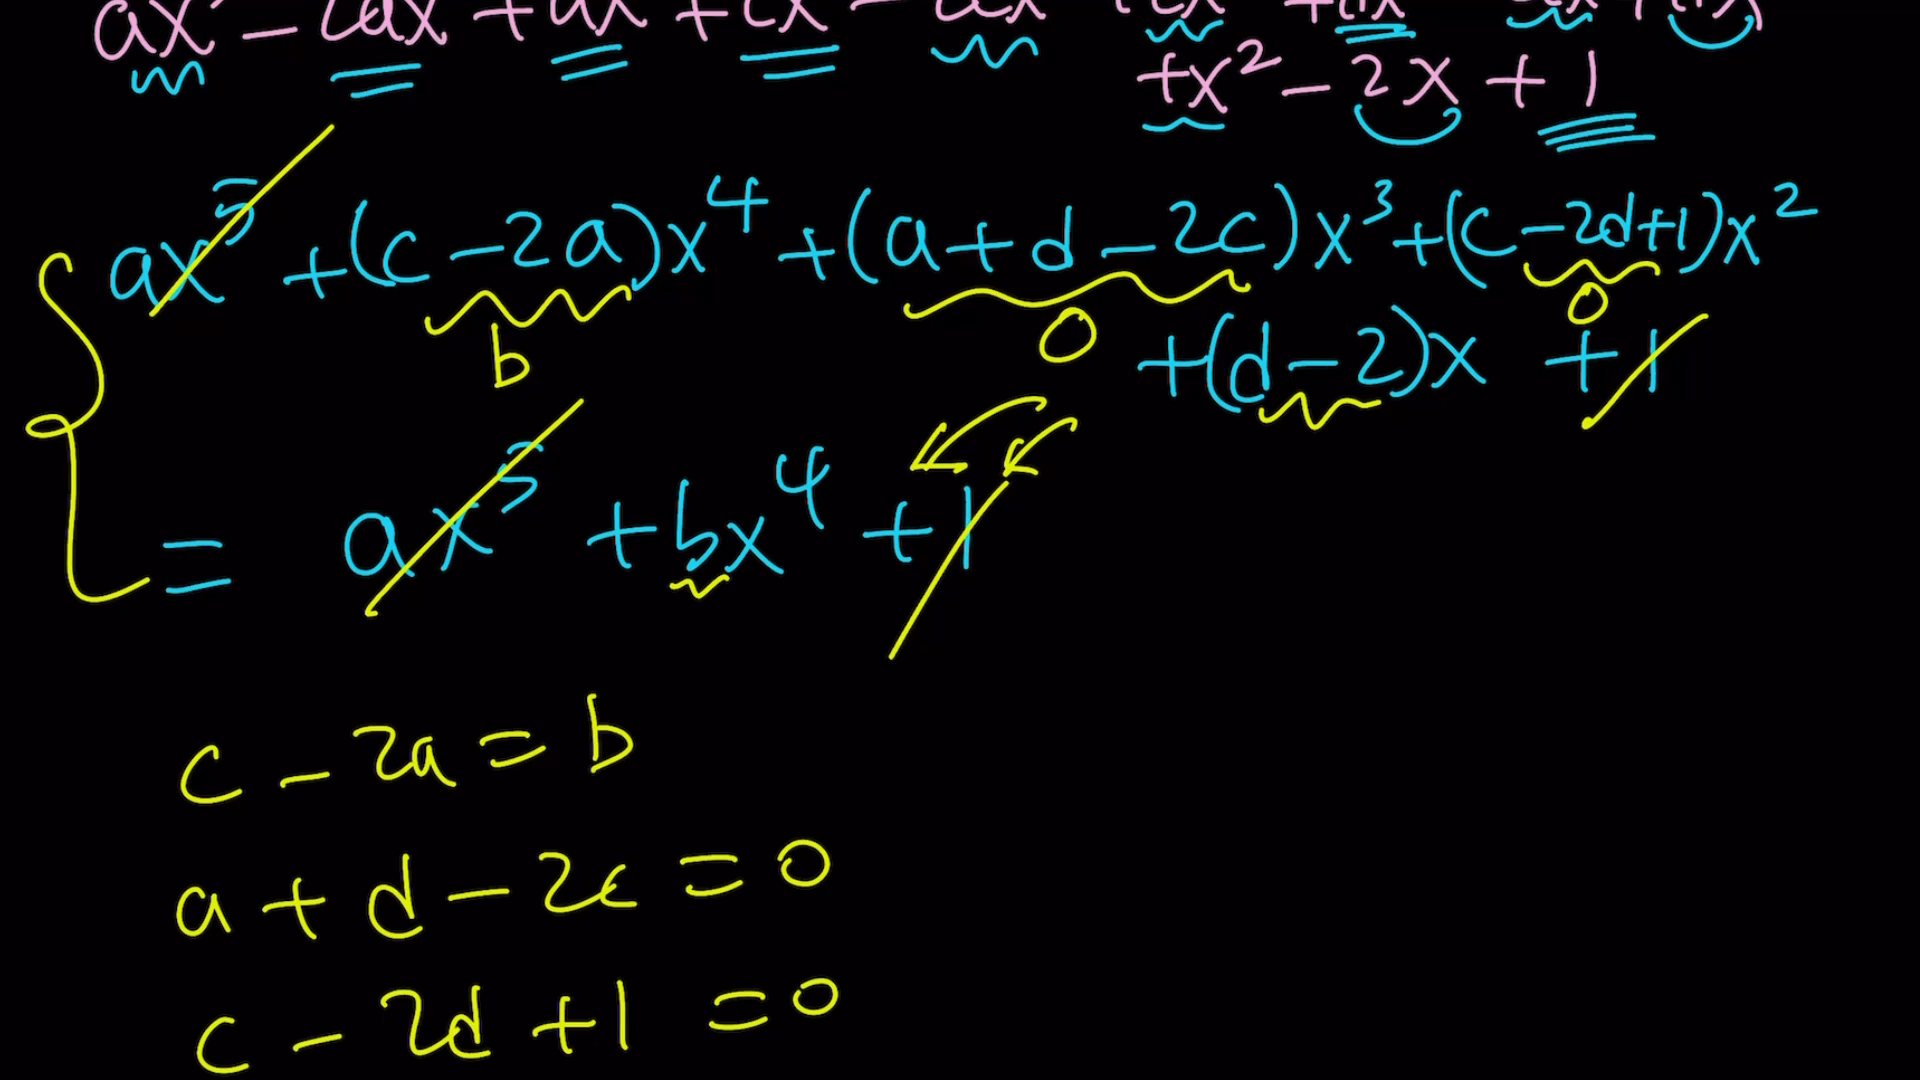 +x² - 2x + 1
ax⁵ + (c - 2a)x⁴ + (a + d - 2c)x³ + (c - 2d + 1)x²
b 0 0
+ (d - 2)x + 1
= ax⁵ + bx⁴ + 1
c - 2a = b
a + d - 2c = 0
c - 2d + 1 = 0